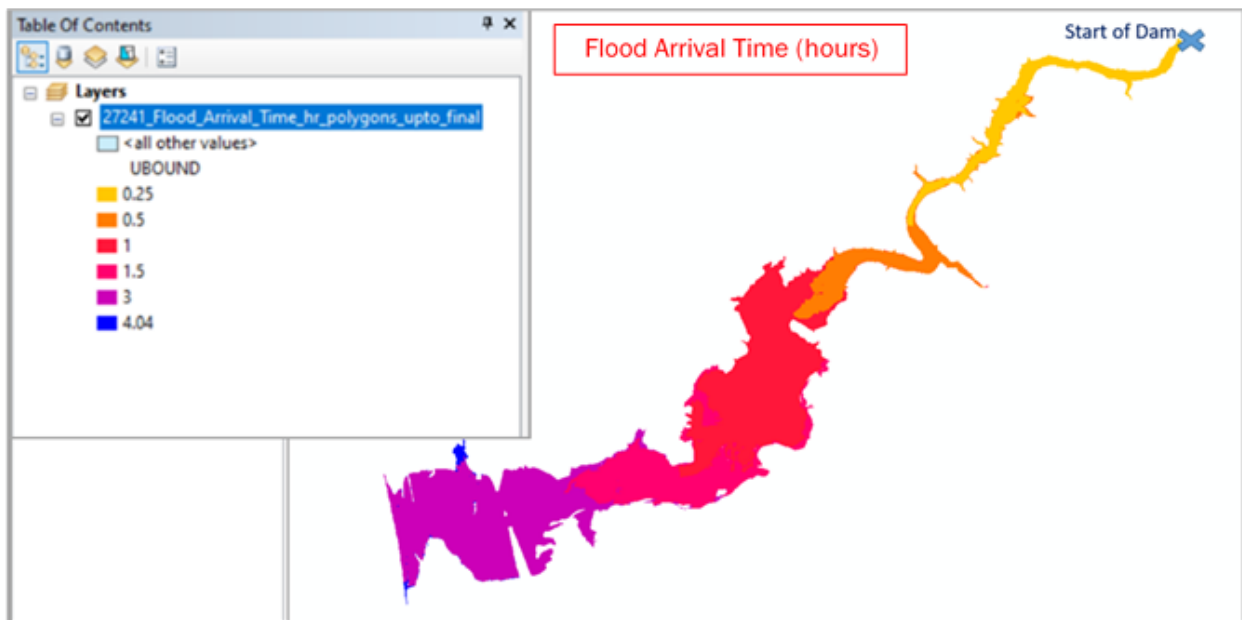 Table Of Contents
Layers
27241_Flood_Arrival_Time_hr_polygons_upto_final
<all other values>
UBOUND
0.25
0.5
1
1.5
3
4.04
Flood Arrival Time (hours)
Start of Dam